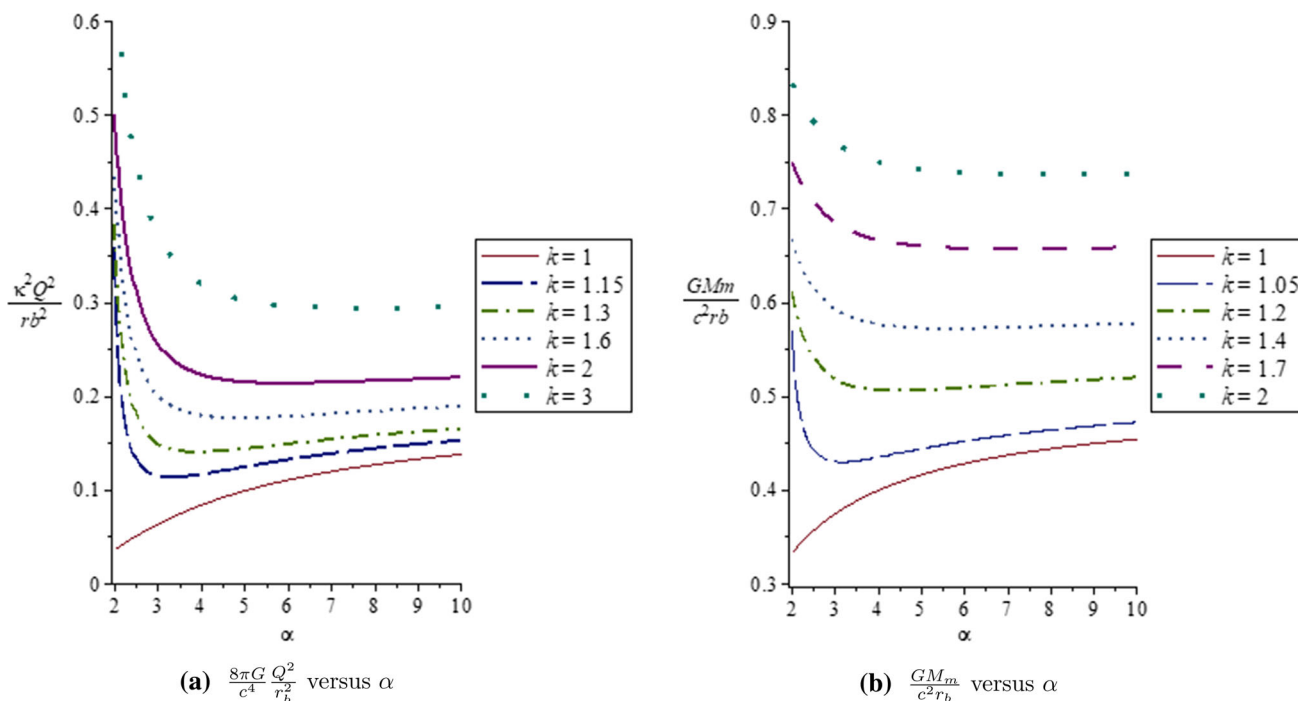 0.6
0.5
0.4
0.3
0.2
0.1
0
κ²Q²
rb²
2 3 4 5 6 7 8 9 10
α
k = 1
k = 1.15
k = 1.3
k = 1.6
k = 2
k = 3
(a) 8πG/c⁴ Q²/r_b² versus α
0.9
0.8
0.7
0.6
0.5
0.4
0.3
GMm
c²rb
2 3 4 5 6 7 8 9 10
α
k = 1
k = 1.05
k = 1.2
k = 1.4
k = 1.7
k = 2
(b) GM_m/c²r_b versus α